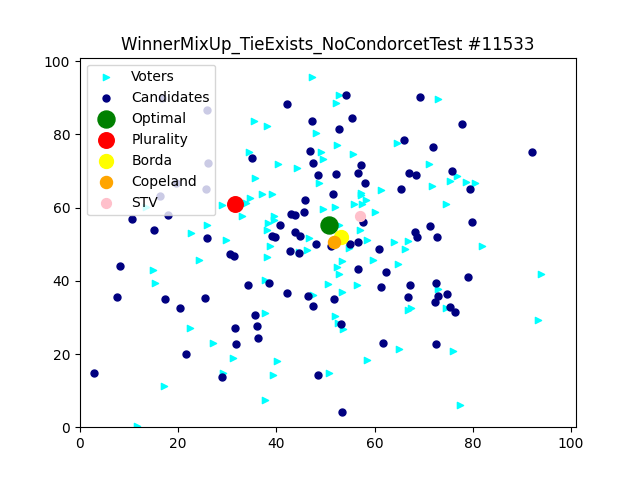 WinnerMixUp_TieExists_NoCondorcetTest #11533
100
80
60
40
20
0
Voters
Candidates
Optimal
Plurality
Borda
Copeland
STV
0 20 40 60 80 100